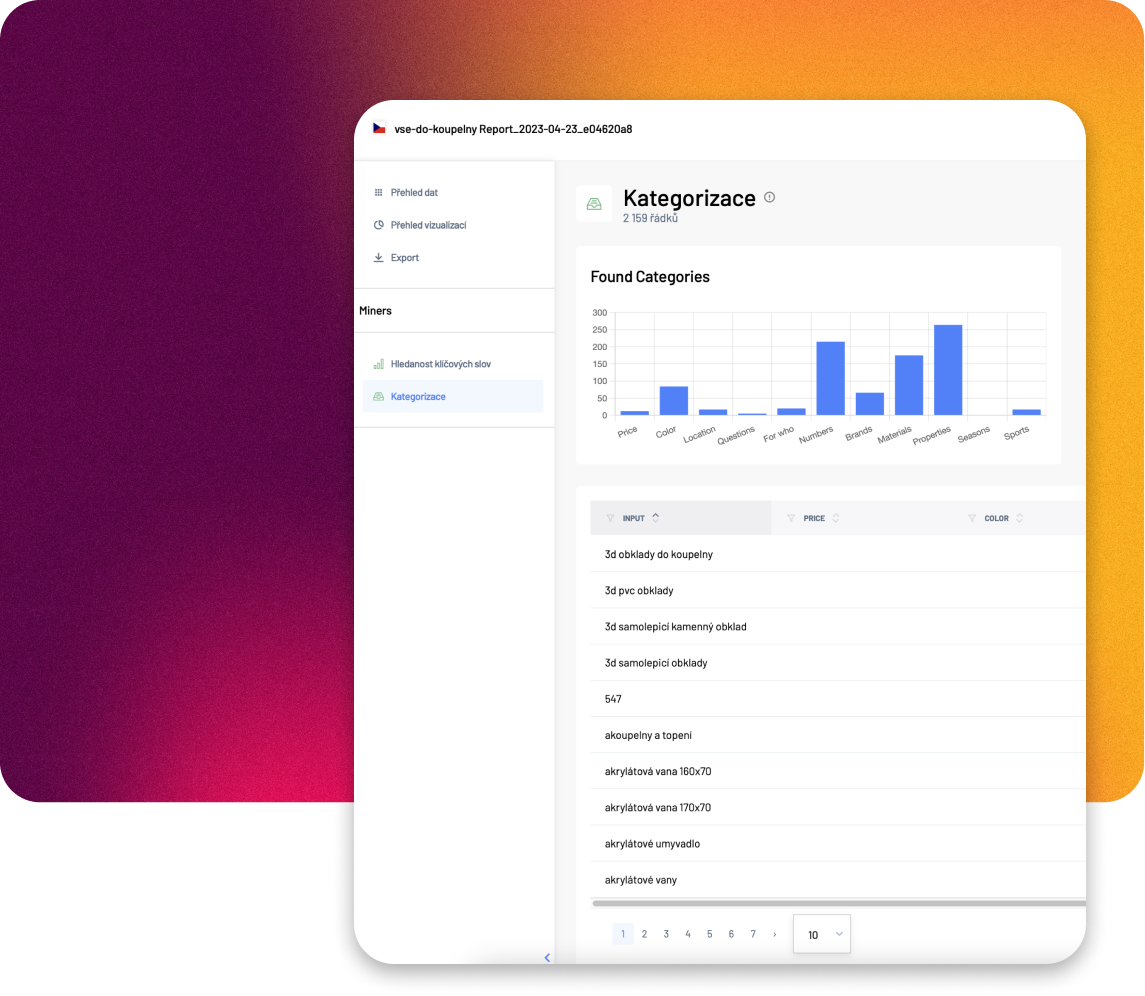 vse-do-koupelny Report_2023-04-23_e04620a8
Přehled dat
Přehled vizualizací
Export
Miners
Hledanost klíčových slov
Kategorizace
Kategorizace
2 159 řádků
Found Categories
300
250
200
150
100
50
0
Price Color Location Questions For who Numbers Brands Materials Properties Seasons Sports
INPUT PRICE COLOR
3d obklady do koupelny
3d pvc obklady
3d samolepicí kamenný obklad
3d samolepicí obklady
547
akoupelny a topení
akrylátová vana 160x70
akrylátová vana 170x70
akrylátové umyvadlo
akrylátové vany
1 2 3 4 5 6 7 › 10